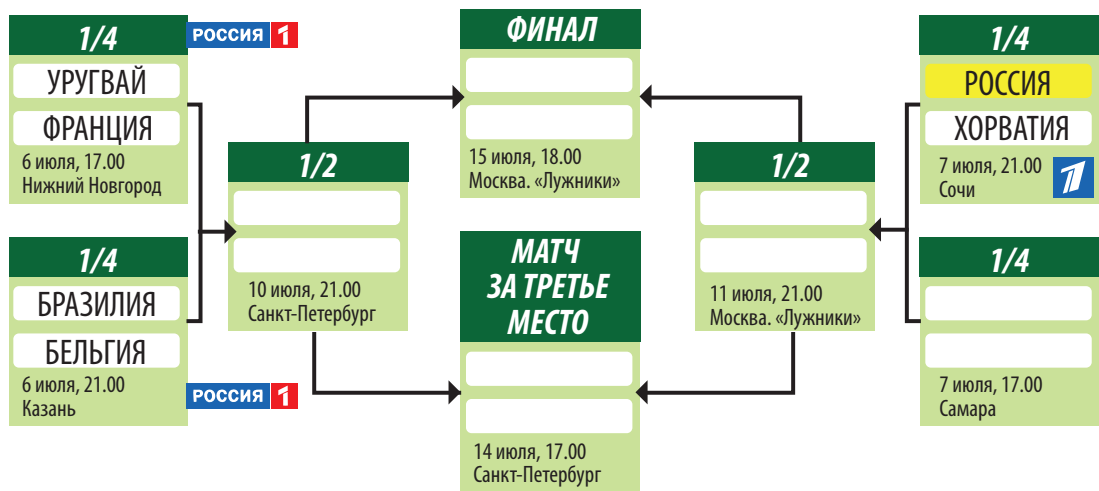 1/4
РОССИЯ 1
УРУГВАЙ
ФРАНЦИЯ
6 июля, 17.00
Нижний Новгород
1/4
БРАЗИЛИЯ
БЕЛЬГИЯ
6 июля, 21.00
Казань
РОССИЯ 1
1/2
10 июля, 21.00
Санкт-Петербург
ФИНАЛ
15 июля, 18.00
Москва. «Лужники»
МАТЧ
ЗА ТРЕТЬЕ
МЕСТО
14 июля, 17.00
Санкт-Петербург
1/2
11 июля, 21.00
Москва. «Лужники»
1/4
РОССИЯ
ХОРВАТИЯ
7 июля, 21.00
Сочи
1
1/4
7 июля, 17.00
Самара